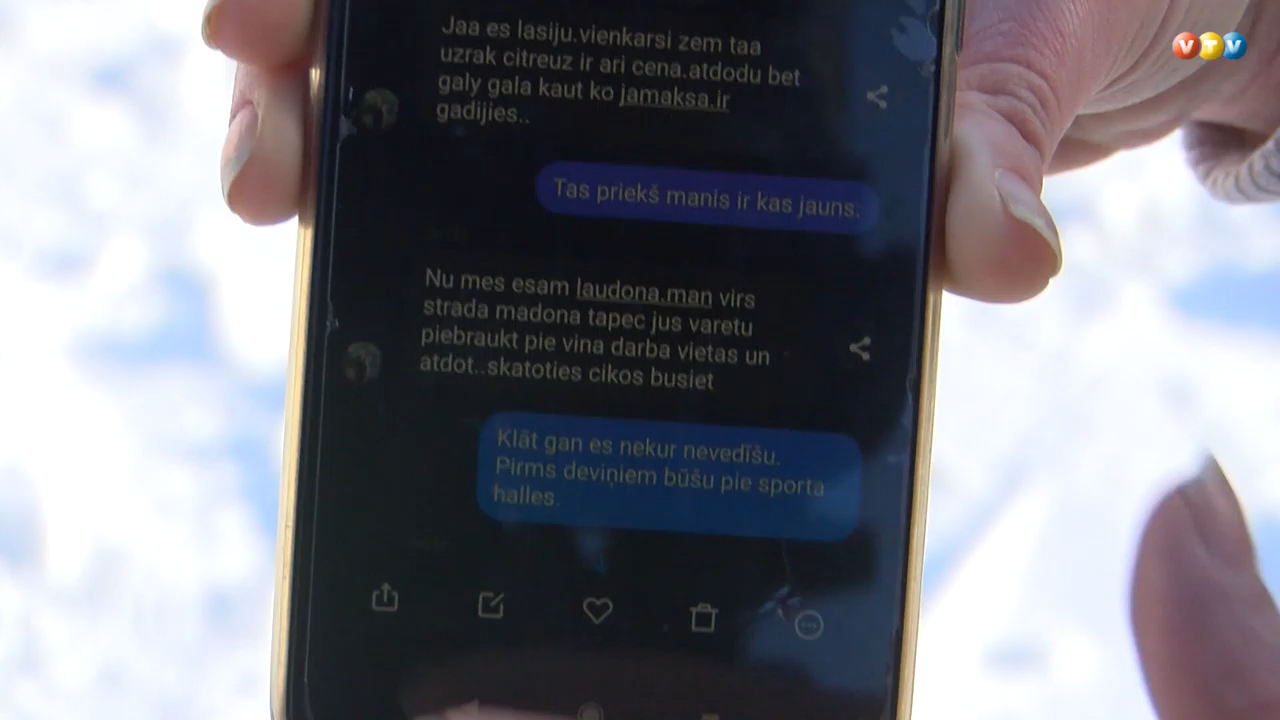 VTV
Jaa es lasiju.vienkarsi zem taa
uzrak citreuz ir ari cena.atdodu bet
galy gala kaut ko jamaksa.ir
gadijies..
Tas priekš manis ir kas jauns.
Nu mes esam laudona.man virs
strada madona tapec jus varetu
piebraukt pie vina darba vietas un
atdot..skatoties cikos busiet
Klāt gan es nekur nevedīšu.
Pirms deviņiem būšu pie sporta
halles.